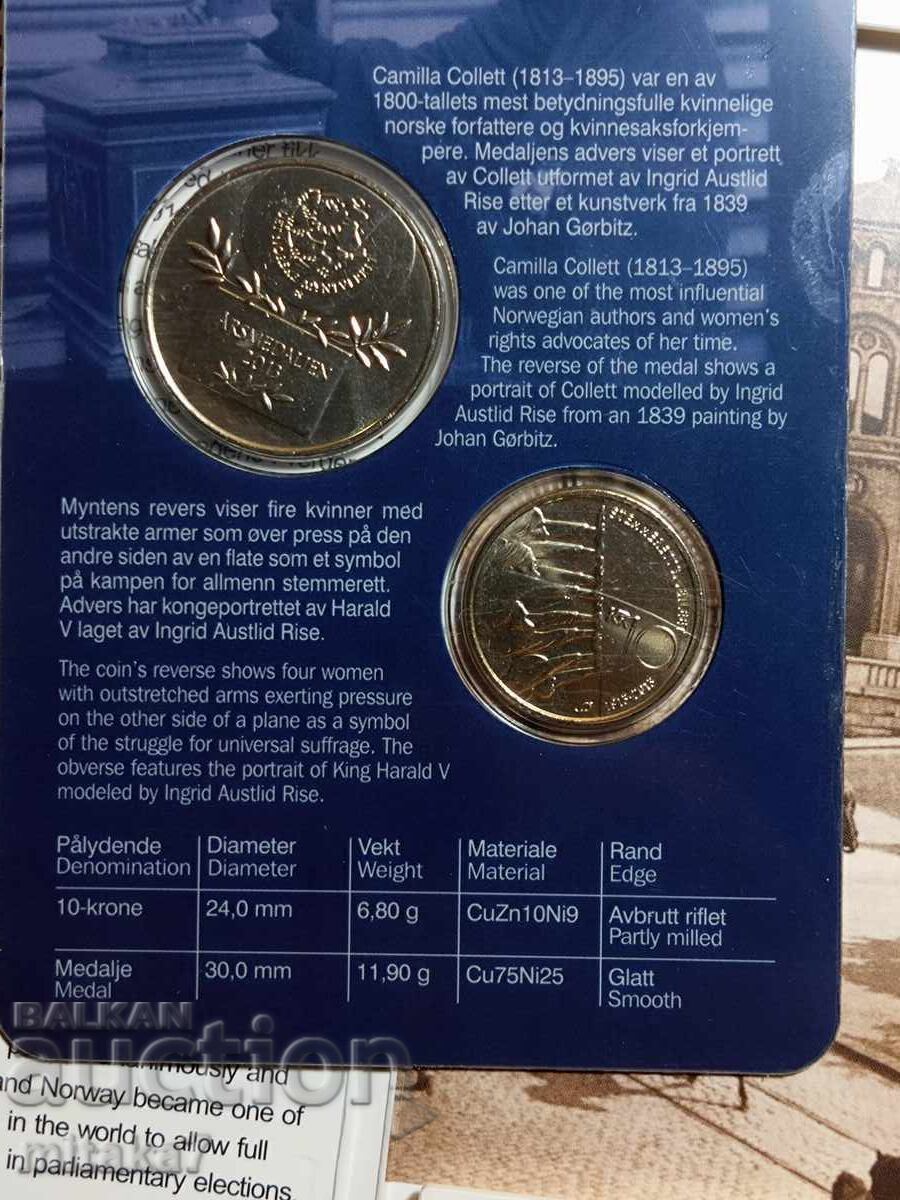 Camilla Collett (1813–1895) var en av
1800-tallets mest betydningsfulle kvinnelige
norske forfattere og kvinnesaksforkjem-
pere. Medaljens advers viser et portrett
av Collett utformet av Ingrid Austlid
Rise etter et kunstverk fra 1839
av Johan Gørbitz.
Camilla Collett (1813–1895)
was one of the most influential
Norwegian authors and women's
rights advocates of her time.
The reverse of the medal shows a
portrait of Collett modelled by Ingrid
Austlid Rise from an 1839 painting by
Johan Gørbitz.
ÅRSMEDALJEN
2013
Myntens revers viser fire kvinner med
utstrakte armer som øver press på den
andre siden av en flate som et symbol
på kampen for allmenn stemmerett.
Advers har kongeportrettet av Harald
V laget av Ingrid Austlid Rise.
The coin's reverse shows four women
with outstretched arms exerting pressure
on the other side of a plane as a symbol
of the struggle for universal suffrage. The
obverse features the portrait of King Harald V
modeled by Ingrid Austlid Rise.
1913-2013
Pålydende Diameter Vekt Materiale Rand
Denomination Diameter Weight Material Edge
10-krone 24,0 mm 6,80 g CuZn10Ni9 Avbrutt riflet
Partly milled
Medalje 30,0 mm 11,90 g Cu75Ni25 Glatt
Medal Smooth
BALKAN
auction
mitaka7
and
and Norway became one of
in the world to allow full
in parliamentary elections.